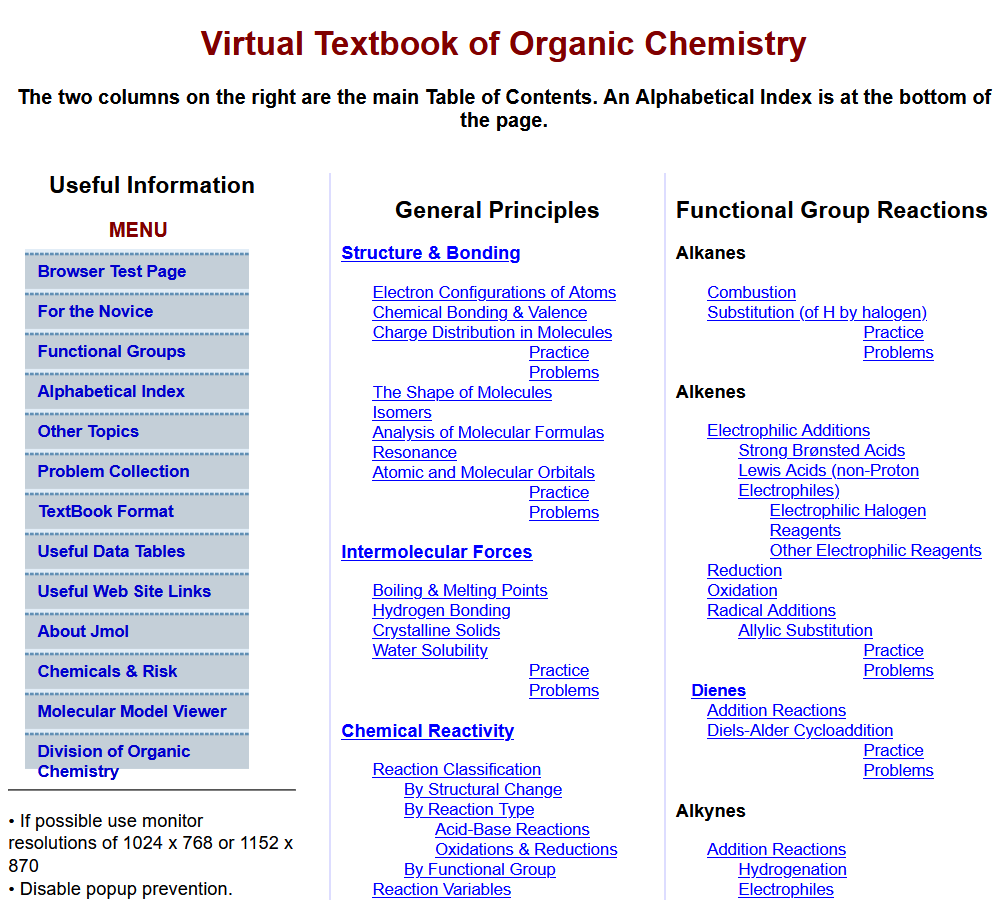 Virtual Textbook of Organic Chemistry
The two columns on the right are the main Table of Contents. An Alphabetical Index is at the bottom of
the page.
Useful Information
MENU
Browser Test Page
For the Novice
Functional Groups
Alphabetical Index
Other Topics
Problem Collection
TextBook Format
Useful Data Tables
Useful Web Site Links
About Jmol
Chemicals & Risk
Molecular Model Viewer
Division of Organic
Chemistry
• If possible use monitor
resolutions of 1024 x 768 or 1152 x
870
• Disable popup prevention.
General Principles
Structure & Bonding
Electron Configurations of Atoms
Chemical Bonding & Valence
Charge Distribution in Molecules
Practice
Problems
The Shape of Molecules
Isomers
Analysis of Molecular Formulas
Resonance
Atomic and Molecular Orbitals
Practice
Problems
Intermolecular Forces
Boiling & Melting Points
Hydrogen Bonding
Crystalline Solids
Water Solubility
Practice
Problems
Chemical Reactivity
Reaction Classification
By Structural Change
By Reaction Type
Acid-Base Reactions
Oxidations & Reductions
By Functional Group
Reaction Variables
Functional Group Reactions
Alkanes
Combustion
Substitution (of H by halogen)
Practice
Problems
Alkenes
Electrophilic Additions
Strong Brønsted Acids
Lewis Acids (non-Proton
Electrophiles)
Electrophilic Halogen
Reagents
Other Electrophilic Reagents
Reduction
Oxidation
Radical Additions
Allylic Substitution
Practice
Problems
Dienes
Addition Reactions
Diels-Alder Cycloaddition
Practice
Problems
Alkynes
Addition Reactions
Hydrogenation
Electrophiles